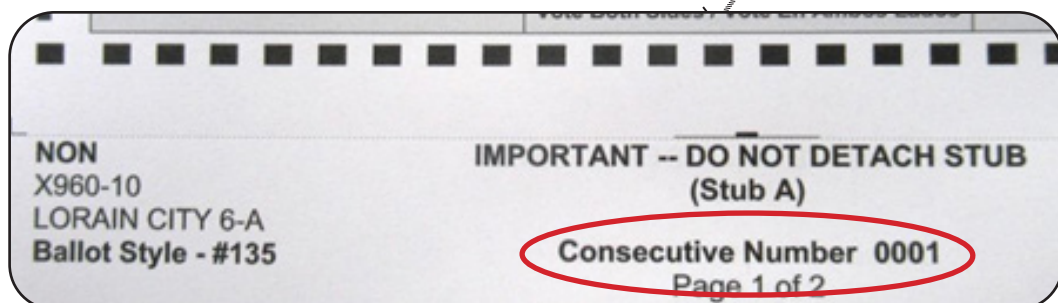 Vote Both Sides / Vote En Ambos Lados
NON
X960-10
LORAIN CITY 6-A
Ballot Style - #135
IMPORTANT -- DO NOT DETACH STUB
(Stub A)
Consecutive Number 0001
Page 1 of 2